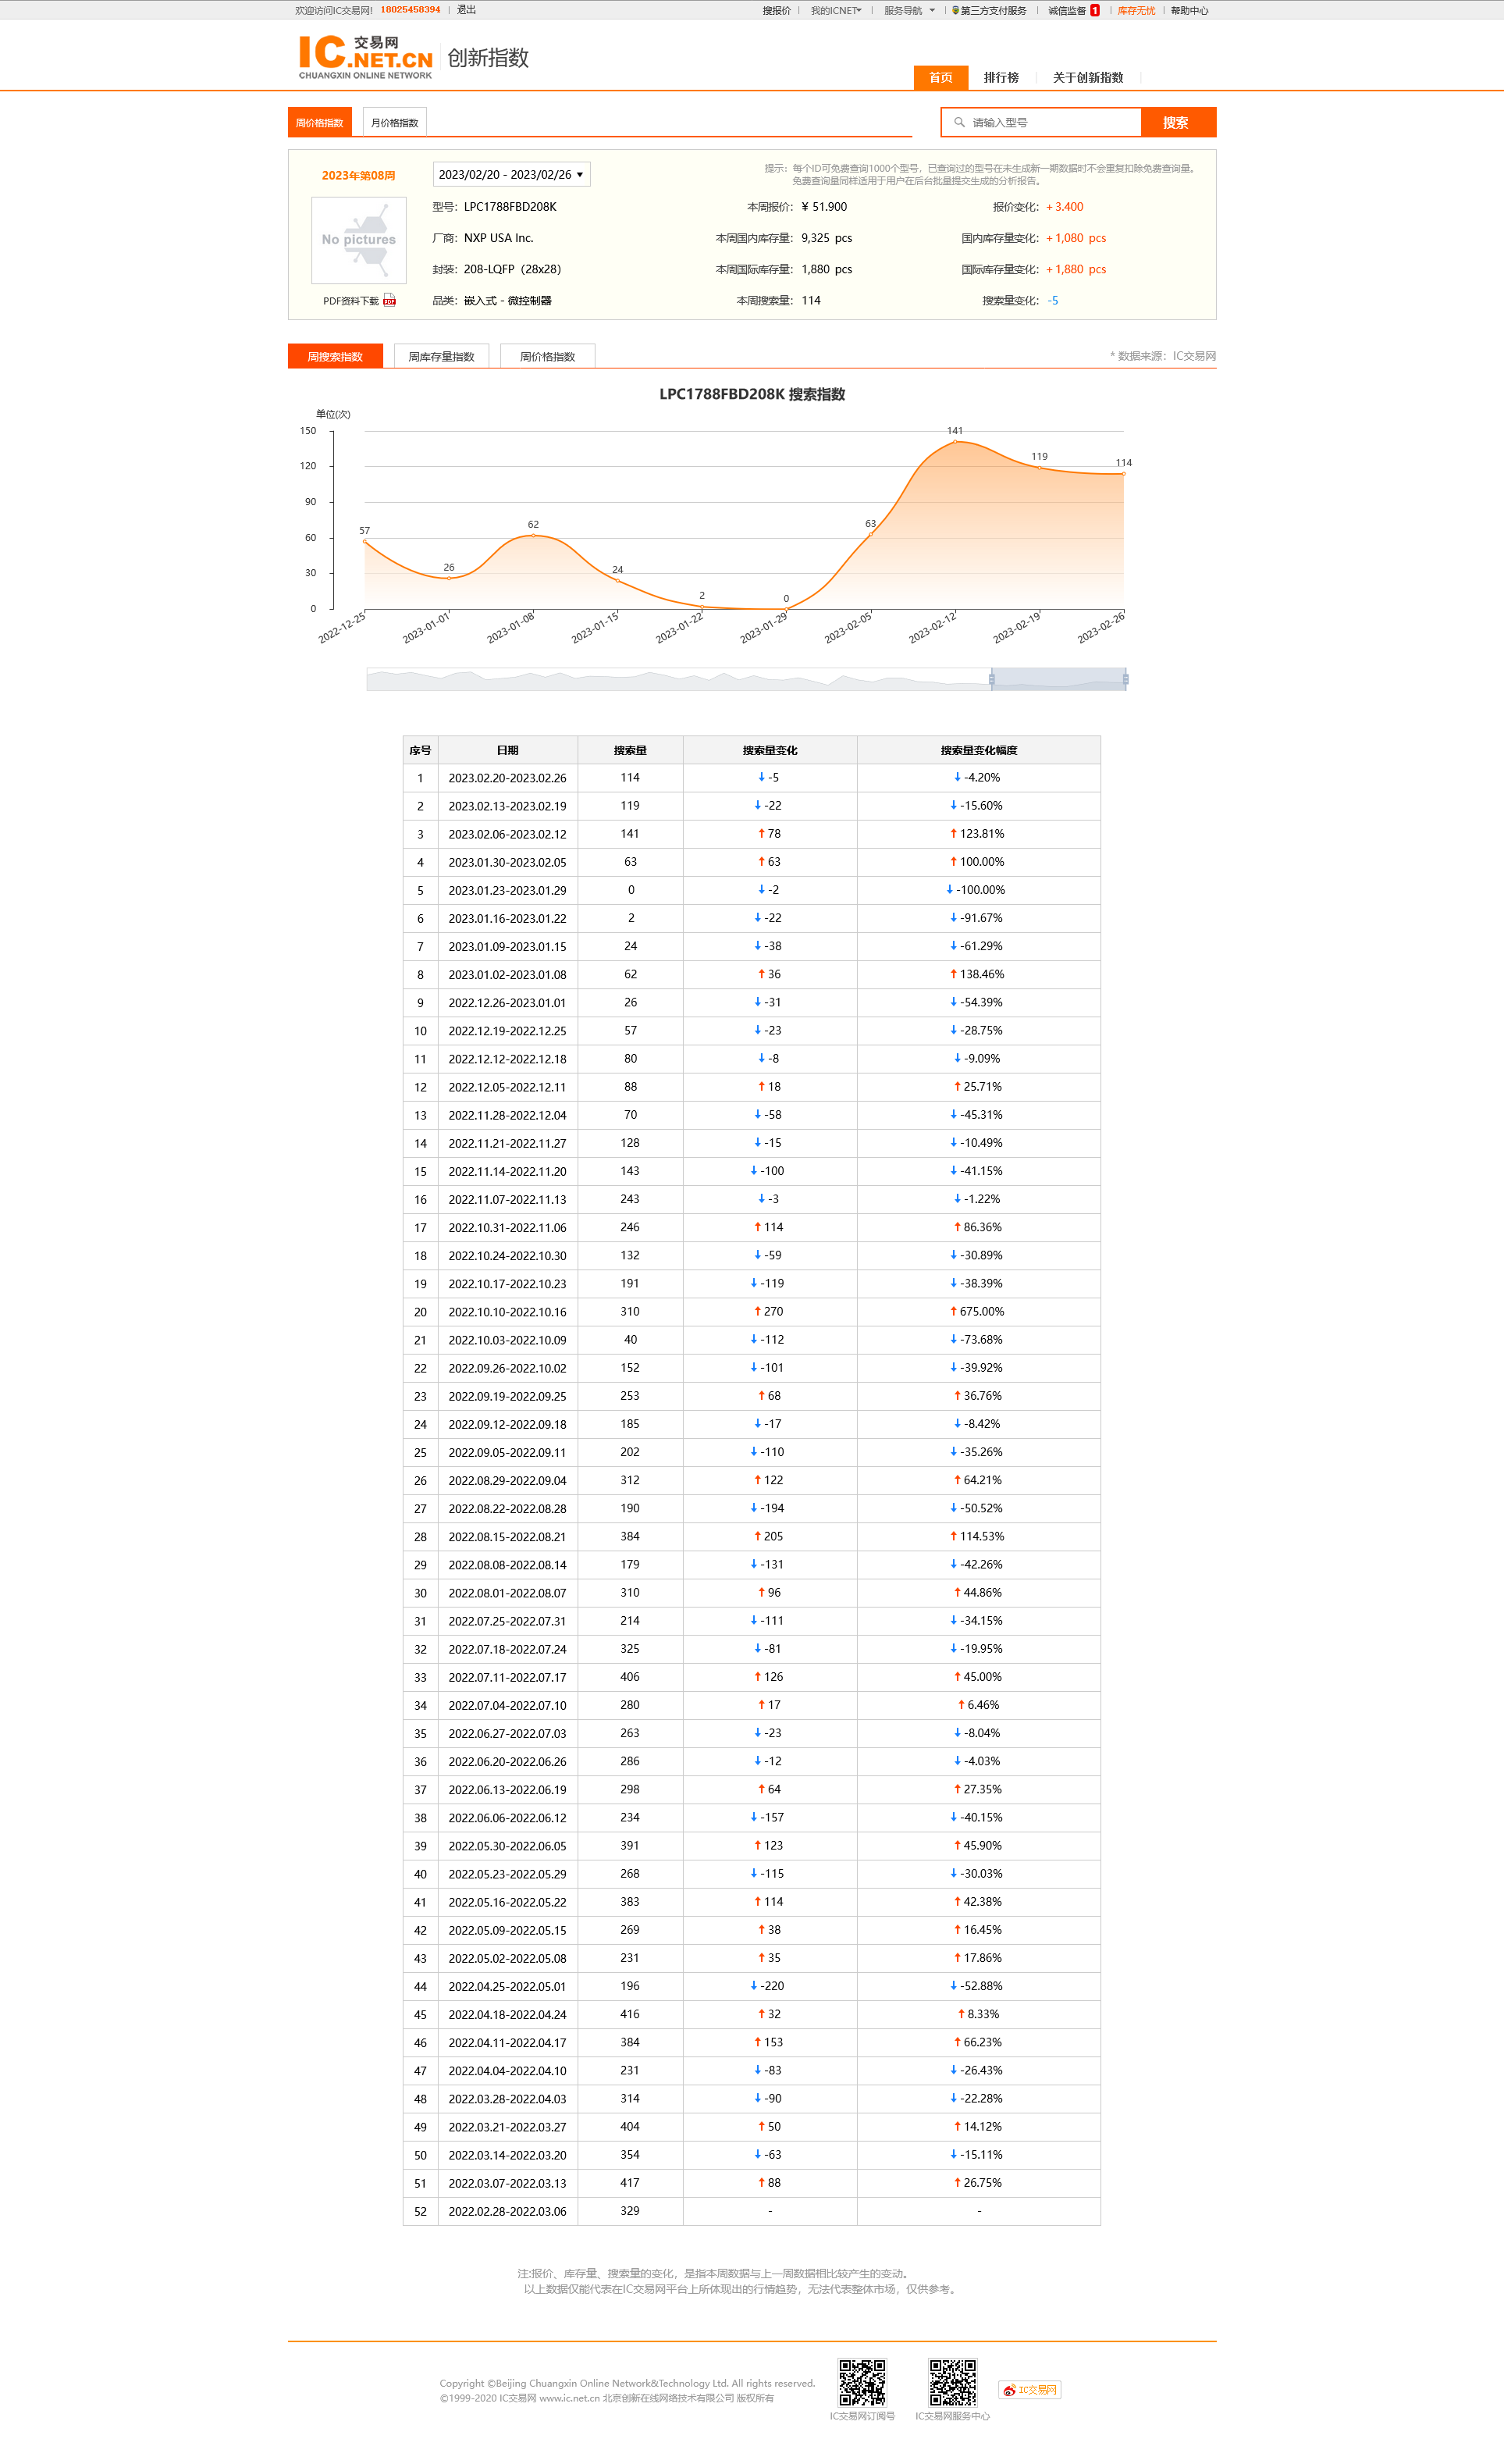 欢迎访问IC交易网! 18025458394 | 退出 搜报价 | 我的ICNET | 服务导航 | 第三方支付服务 | 诚信监督 1 | 库存无忧 | 帮助中心
IC交易网
.NET.CN
CHUANGXIN ONLINE NETWORK
创新指数
首页 排行榜 关于创新指数
周价格指数 月价格指数 请输入型号 搜索
2023年第08周 2023/02/20 - 2023/02/26
提示：每个ID可免费查询1000个型号，已查询过的型号在未生成新一期数据时不会重复扣除免费查询量。
免费查询量同样适用于用户在后台批量提交生成的分析报告。
No pictures
PDF资料下载 PDF
型号：LPC1788FBD208K 本周报价：¥ 51.900 报价变化：+ 3.400
厂商：NXP USA Inc. 本周国内库存量：9,325 pcs 国内库存量变化：+ 1,080 pcs
封装：208-LQFP（28x28） 本周国际库存量：1,880 pcs 国际库存量变化：+ 1,880 pcs
品类：嵌入式 - 微控制器 本周搜索量：114 搜索量变化：-5
周搜索指数 周库存量指数 周价格指数 * 数据来源：IC交易网
LPC1788FBD208K 搜索指数
单位(次)
150
120
90
60
30
0
57 26 62 24 2 0 63 141 119 114
2022-12-25 2023-01-01 2023-01-08 2023-01-15 2023-01-22 2023-01-29 2023-02-05 2023-02-12 2023-02-19 2023-02-26
序号 日期 搜索量 搜索量变化 搜索量变化幅度
1 2023.02.20-2023.02.26 114 ↓ -5 ↓ -4.20%
2 2023.02.13-2023.02.19 119 ↓ -22 ↓ -15.60%
3 2023.02.06-2023.02.12 141 ↑ 78 ↑ 123.81%
4 2023.01.30-2023.02.05 63 ↑ 63 ↑ 100.00%
5 2023.01.23-2023.01.29 0 ↓ -2 ↓ -100.00%
6 2023.01.16-2023.01.22 2 ↓ -22 ↓ -91.67%
7 2023.01.09-2023.01.15 24 ↓ -38 ↓ -61.29%
8 2023.01.02-2023.01.08 62 ↑ 36 ↑ 138.46%
9 2022.12.26-2023.01.01 26 ↓ -31 ↓ -54.39%
10 2022.12.19-2022.12.25 57 ↓ -23 ↓ -28.75%
11 2022.12.12-2022.12.18 80 ↓ -8 ↓ -9.09%
12 2022.12.05-2022.12.11 88 ↑ 18 ↑ 25.71%
13 2022.11.28-2022.12.04 70 ↓ -58 ↓ -45.31%
14 2022.11.21-2022.11.27 128 ↓ -15 ↓ -10.49%
15 2022.11.14-2022.11.20 143 ↓ -100 ↓ -41.15%
16 2022.11.07-2022.11.13 243 ↓ -3 ↓ -1.22%
17 2022.10.31-2022.11.06 246 ↑ 114 ↑ 86.36%
18 2022.10.24-2022.10.30 132 ↓ -59 ↓ -30.89%
19 2022.10.17-2022.10.23 191 ↓ -119 ↓ -38.39%
20 2022.10.10-2022.10.16 310 ↑ 270 ↑ 675.00%
21 2022.10.03-2022.10.09 40 ↓ -112 ↓ -73.68%
22 2022.09.26-2022.10.02 152 ↓ -101 ↓ -39.92%
23 2022.09.19-2022.09.25 253 ↑ 68 ↑ 36.76%
24 2022.09.12-2022.09.18 185 ↓ -17 ↓ -8.42%
25 2022.09.05-2022.09.11 202 ↓ -110 ↓ -35.26%
26 2022.08.29-2022.09.04 312 ↑ 122 ↑ 64.21%
27 2022.08.22-2022.08.28 190 ↓ -194 ↓ -50.52%
28 2022.08.15-2022.08.21 384 ↑ 205 ↑ 114.53%
29 2022.08.08-2022.08.14 179 ↓ -131 ↓ -42.26%
30 2022.08.01-2022.08.07 310 ↑ 96 ↑ 44.86%
31 2022.07.25-2022.07.31 214 ↓ -111 ↓ -34.15%
32 2022.07.18-2022.07.24 325 ↓ -81 ↓ -19.95%
33 2022.07.11-2022.07.17 406 ↑ 126 ↑ 45.00%
34 2022.07.04-2022.07.10 280 ↑ 17 ↑ 6.46%
35 2022.06.27-2022.07.03 263 ↓ -23 ↓ -8.04%
36 2022.06.20-2022.06.26 286 ↓ -12 ↓ -4.03%
37 2022.06.13-2022.06.19 298 ↑ 64 ↑ 27.35%
38 2022.06.06-2022.06.12 234 ↓ -157 ↓ -40.15%
39 2022.05.30-2022.06.05 391 ↑ 123 ↑ 45.90%
40 2022.05.23-2022.05.29 268 ↓ -115 ↓ -30.03%
41 2022.05.16-2022.05.22 383 ↑ 114 ↑ 42.38%
42 2022.05.09-2022.05.15 269 ↑ 38 ↑ 16.45%
43 2022.05.02-2022.05.08 231 ↑ 35 ↑ 17.86%
44 2022.04.25-2022.05.01 196 ↓ -220 ↓ -52.88%
45 2022.04.18-2022.04.24 416 ↑ 32 ↑ 8.33%
46 2022.04.11-2022.04.17 384 ↑ 153 ↑ 66.23%
47 2022.04.04-2022.04.10 231 ↓ -83 ↓ -26.43%
48 2022.03.28-2022.04.03 314 ↓ -90 ↓ -22.28%
49 2022.03.21-2022.03.27 404 ↑ 50 ↑ 14.12%
50 2022.03.14-2022.03.20 354 ↓ -63 ↓ -15.11%
51 2022.03.07-2022.03.13 417 ↑ 88 ↑ 26.75%
52 2022.02.28-2022.03.06 329 - -
注:报价、库存量、搜索量的变化，是指本周数据与上一周数据相比较产生的变动。
以上数据仅能代表在IC交易网平台上所体现出的行情趋势，无法代表整体市场，仅供参考。
Copyright ©Beijing Chuangxin Online Network&Technology Ltd. All rights reserved.
©1999-2020 IC交易网 www.ic.net.cn 北京创新在线网络技术有限公司 版权所有
IC交易网订阅号 IC交易网服务中心 IC交易网